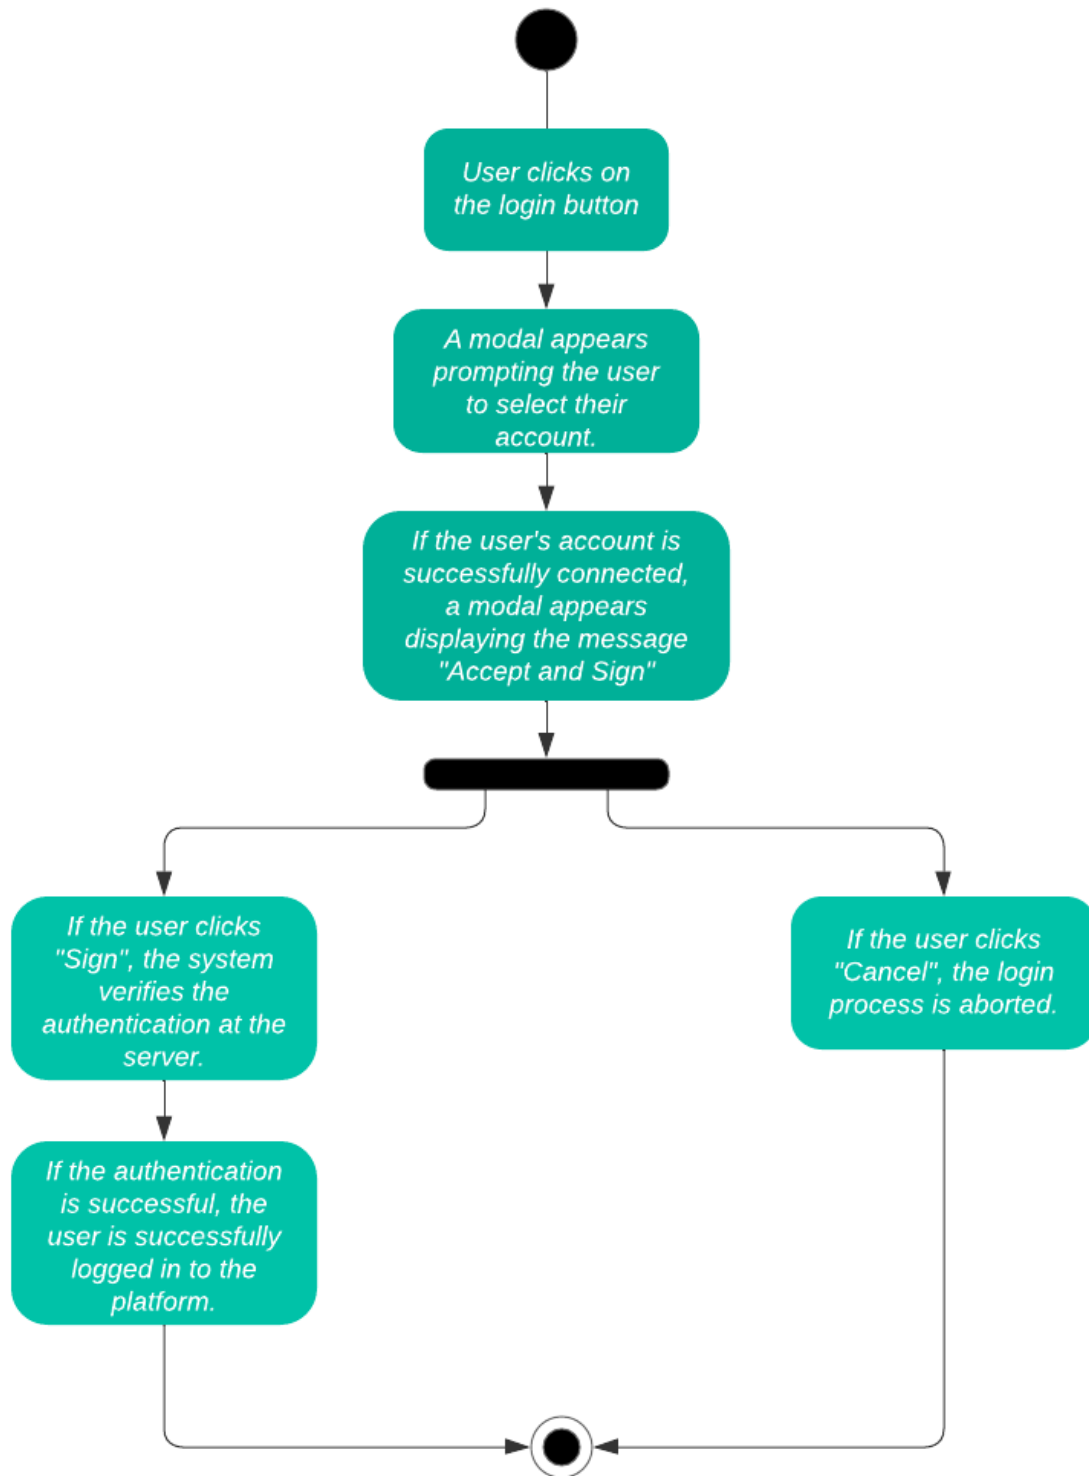 User clicks on
the login button
A modal appears
prompting the user
to select their
account.
If the user's account is
successfully connected,
a modal appears
displaying the message
"Accept and Sign"
If the user clicks
"Sign", the system
verifies the
authentication at the
server.
If the user clicks
"Cancel", the login
process is aborted.
If the authentication
is successful, the
user is successfully
logged in to the
platform.